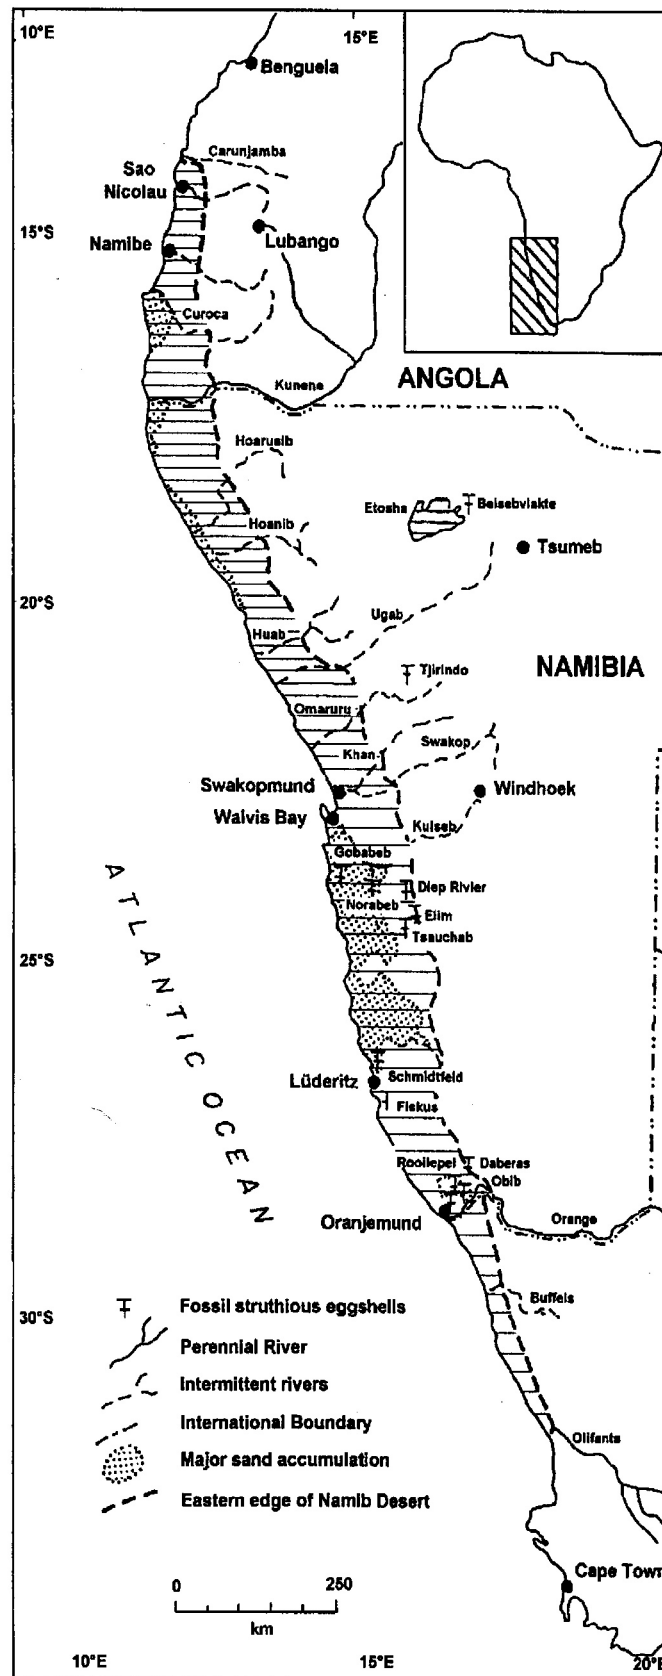 10°E
15°E
Benguela
Carunjamba
Sao
Nicolau
15°S
Lubango
Namibe
Curoca
Kunene
ANGOLA
Hoarusib
Etosha
Beisebvlakte
Hoanib
Tsumeb
20°S
Ugab
Huab
Tjirindo
NAMIBIA
Omaruru
Swakop
Khan
Swakopmund
Windhoek
Walvis Bay
Kuiseb
Gobabeb
Diep Rivier
Norabeb
Elim
Tsauchab
25°S
ATLANTIC OCEAN
Schmidtfeld
Lüderitz
Fiskus
Rooilepel
Daberas
Obib
Oranjemund
Orange
Buffels
Fossil struthious eggshells
30°S
Perennial River
Intermittent rivers
International Boundary
Olifants
Major sand accumulation
Eastern edge of Namib Desert
Cape Town
0
250
km
10°E
15°E
20°E